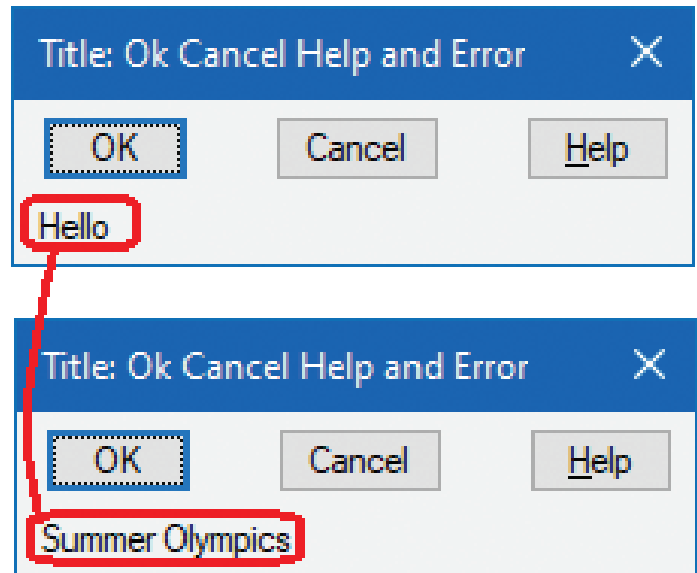 Title: Ok Cancel Help and Error
OK Cancel Help
Hello
Title: Ok Cancel Help and Error
OK Cancel Help
Summer Olympics